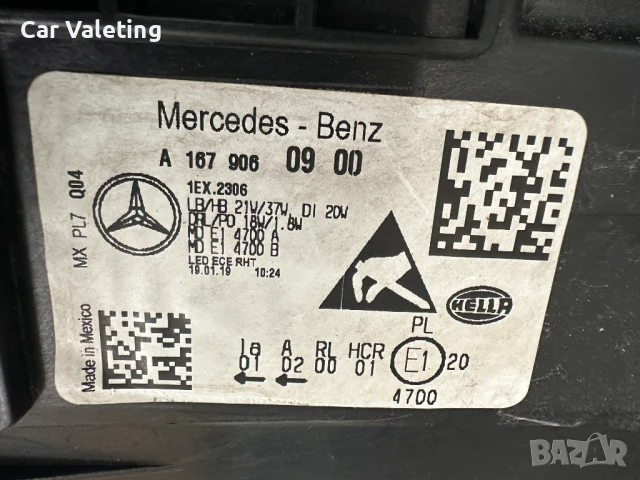 Car Valeting
Mercedes - Benz
A 167 906 09 00
1EX.2306
LB/HB 21W/37W, DI 20W
DRL/PO 18W/1.8W
MD E1 4700 A
MD E1 4700 B
LED ECE RHT
19.01.19 10:24
MX PL7 Q04
Made in Mexico
HELLA
PL
1a A RL HCR E1 20
01 02 00 01
4700
BAZAR